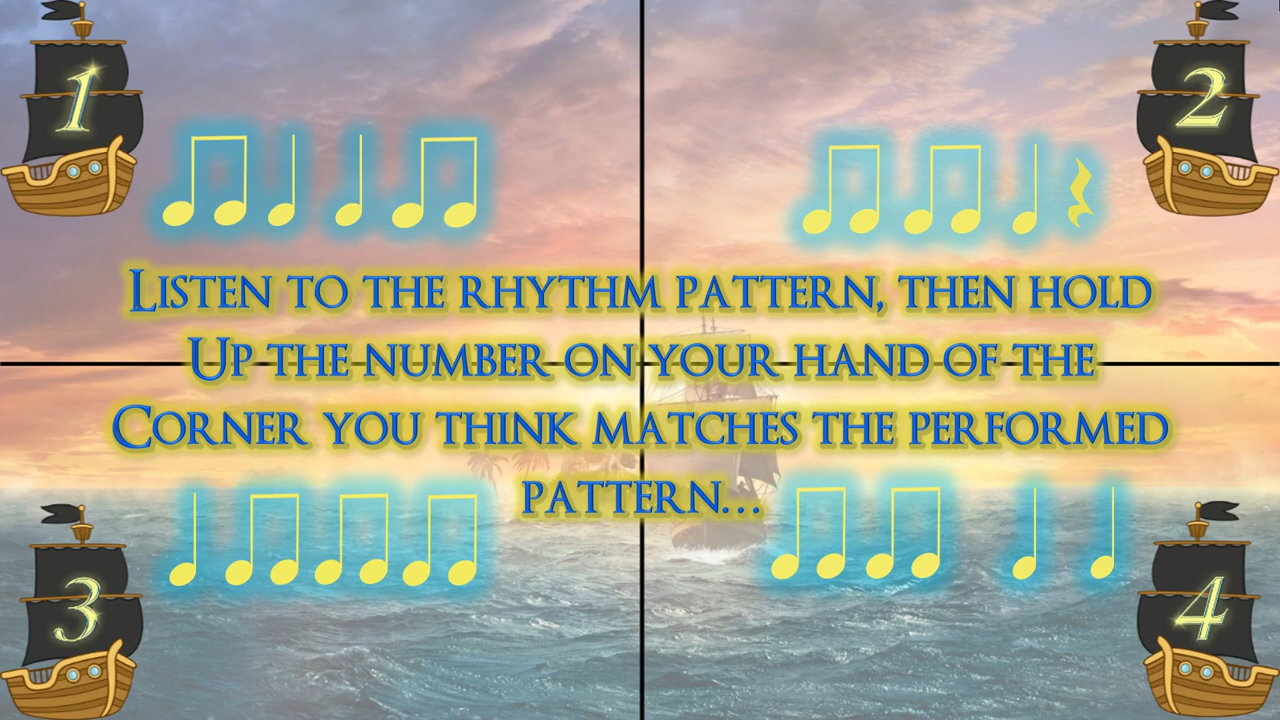 1
2
Listen to the rhythm pattern, then hold
Up the number on your hand of the
Corner you think matches the performed
pattern...
3
4